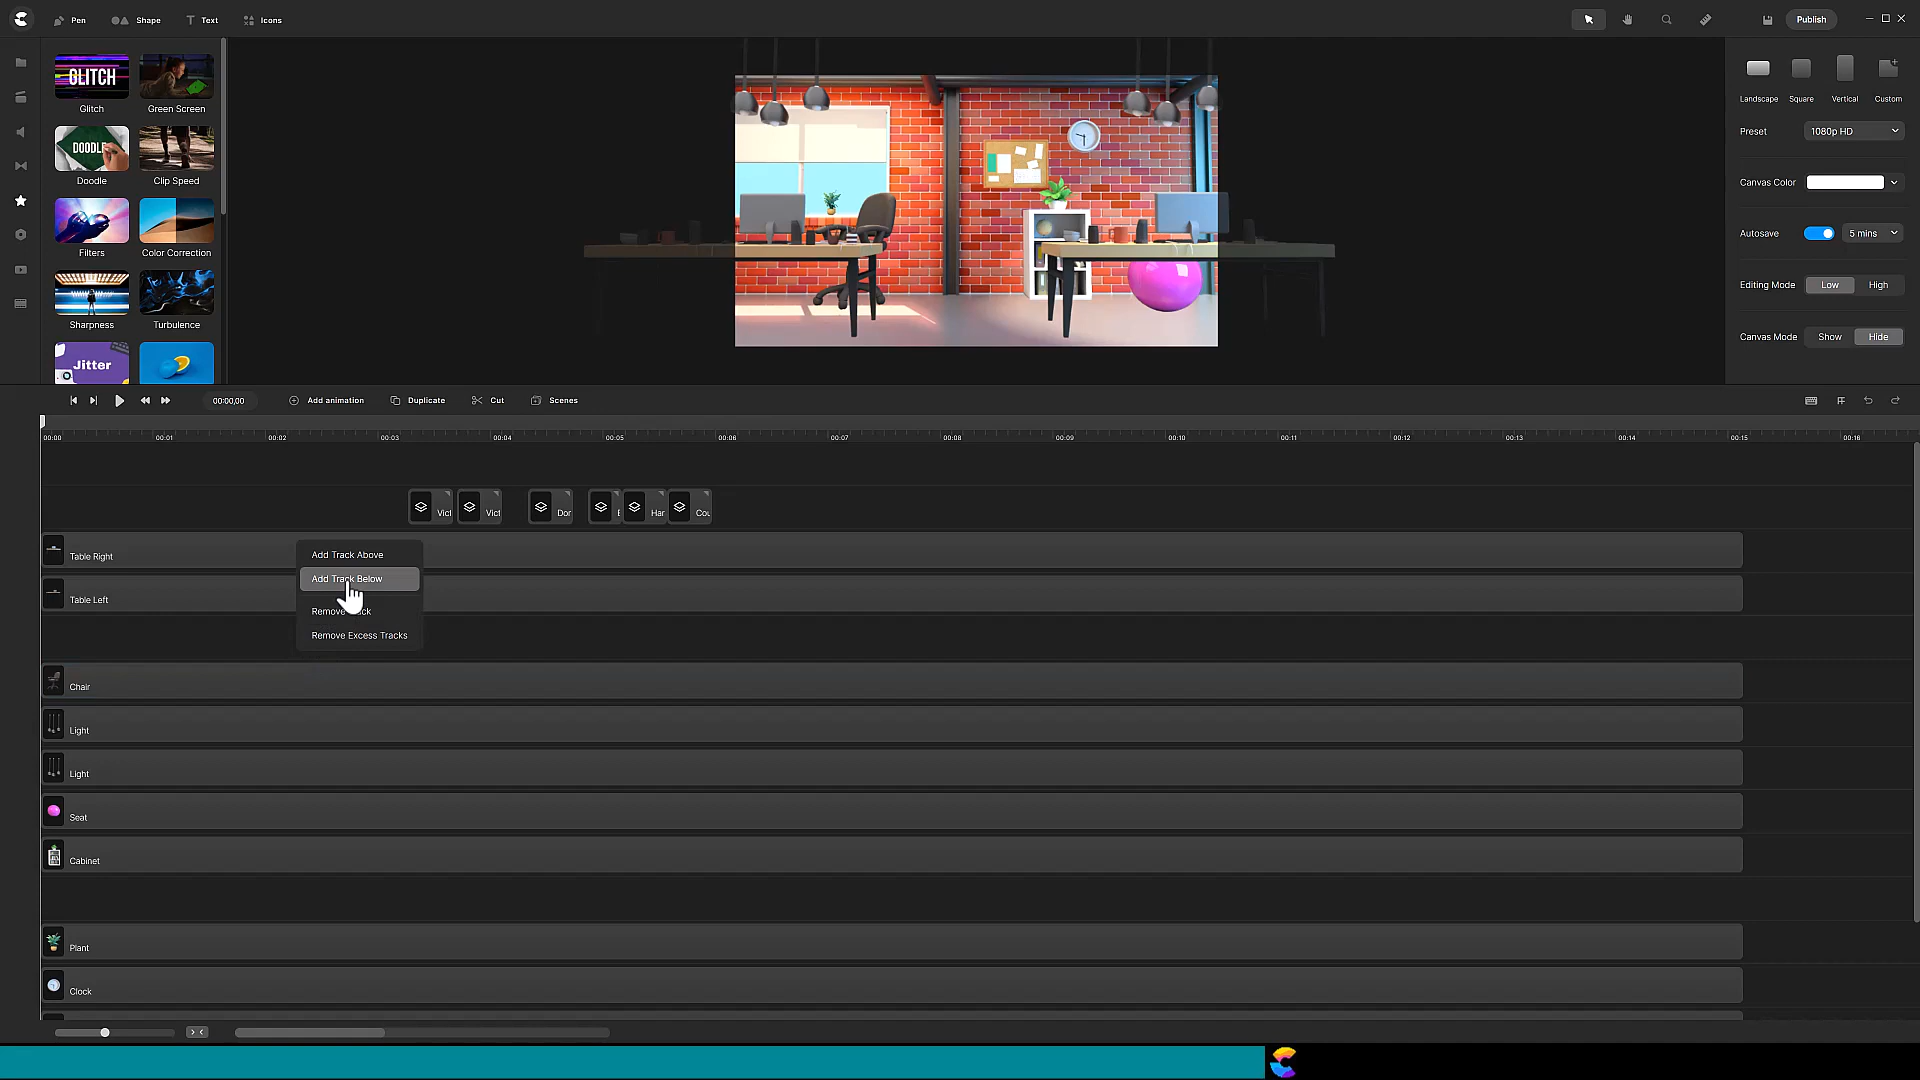 Pen
Shape
Text
Icons
Publish
GLITCH
Glitch
Green Screen
DOODLE
Doodle
Clip Speed
Filters
Color Correction
Sharpness
Turbulence
Jitter
Landscape
Square
Vertical
Custom
Preset
1080p HD
Canvas Color
Autosave
5 mins
Editing Mode
Low
High
Canvas Mode
Show
Hide
00:00,00
Add animation
Duplicate
Cut
Scenes
00:00
00:01
00:02
00:03
00:04
00:05
00:06
00:07
00:08
00:09
00:10
00:11
00:12
00:13
00:14
00:15
00:16
Vict
Vict
Dor
Har
Cou
Table Right
Add Track Above
Add Track Below
Table Left
Remove
Remove Excess Tracks
Chair
Light
Light
Seat
Cabinet
Plant
Clock